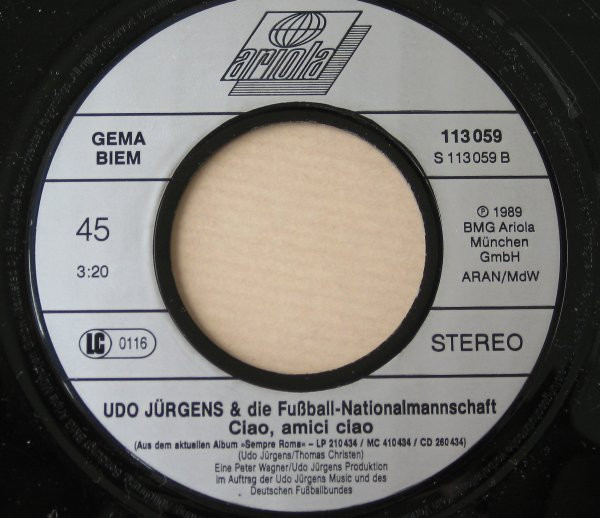 ariola
GEMA
BIEM
113 059
S 113 059 B
45
3:20
℗ 1989
BMG Ariola
München
GmbH
ARAN/MdW
LC 0116
STEREO
UDO JÜRGENS & die Fußball-Nationalmannschaft
Ciao, amici ciao
(Aus dem aktuellen Album »Sempre Roma« – LP 210 434 / MC 410 434 / CD 260 434)
(Udo Jürgens/Thomas Christen)
Eine Peter Wagner/Udo Jürgens Produktion
im Auftrag der Udo Jürgens Music und des
Deutschen Fußballbundes